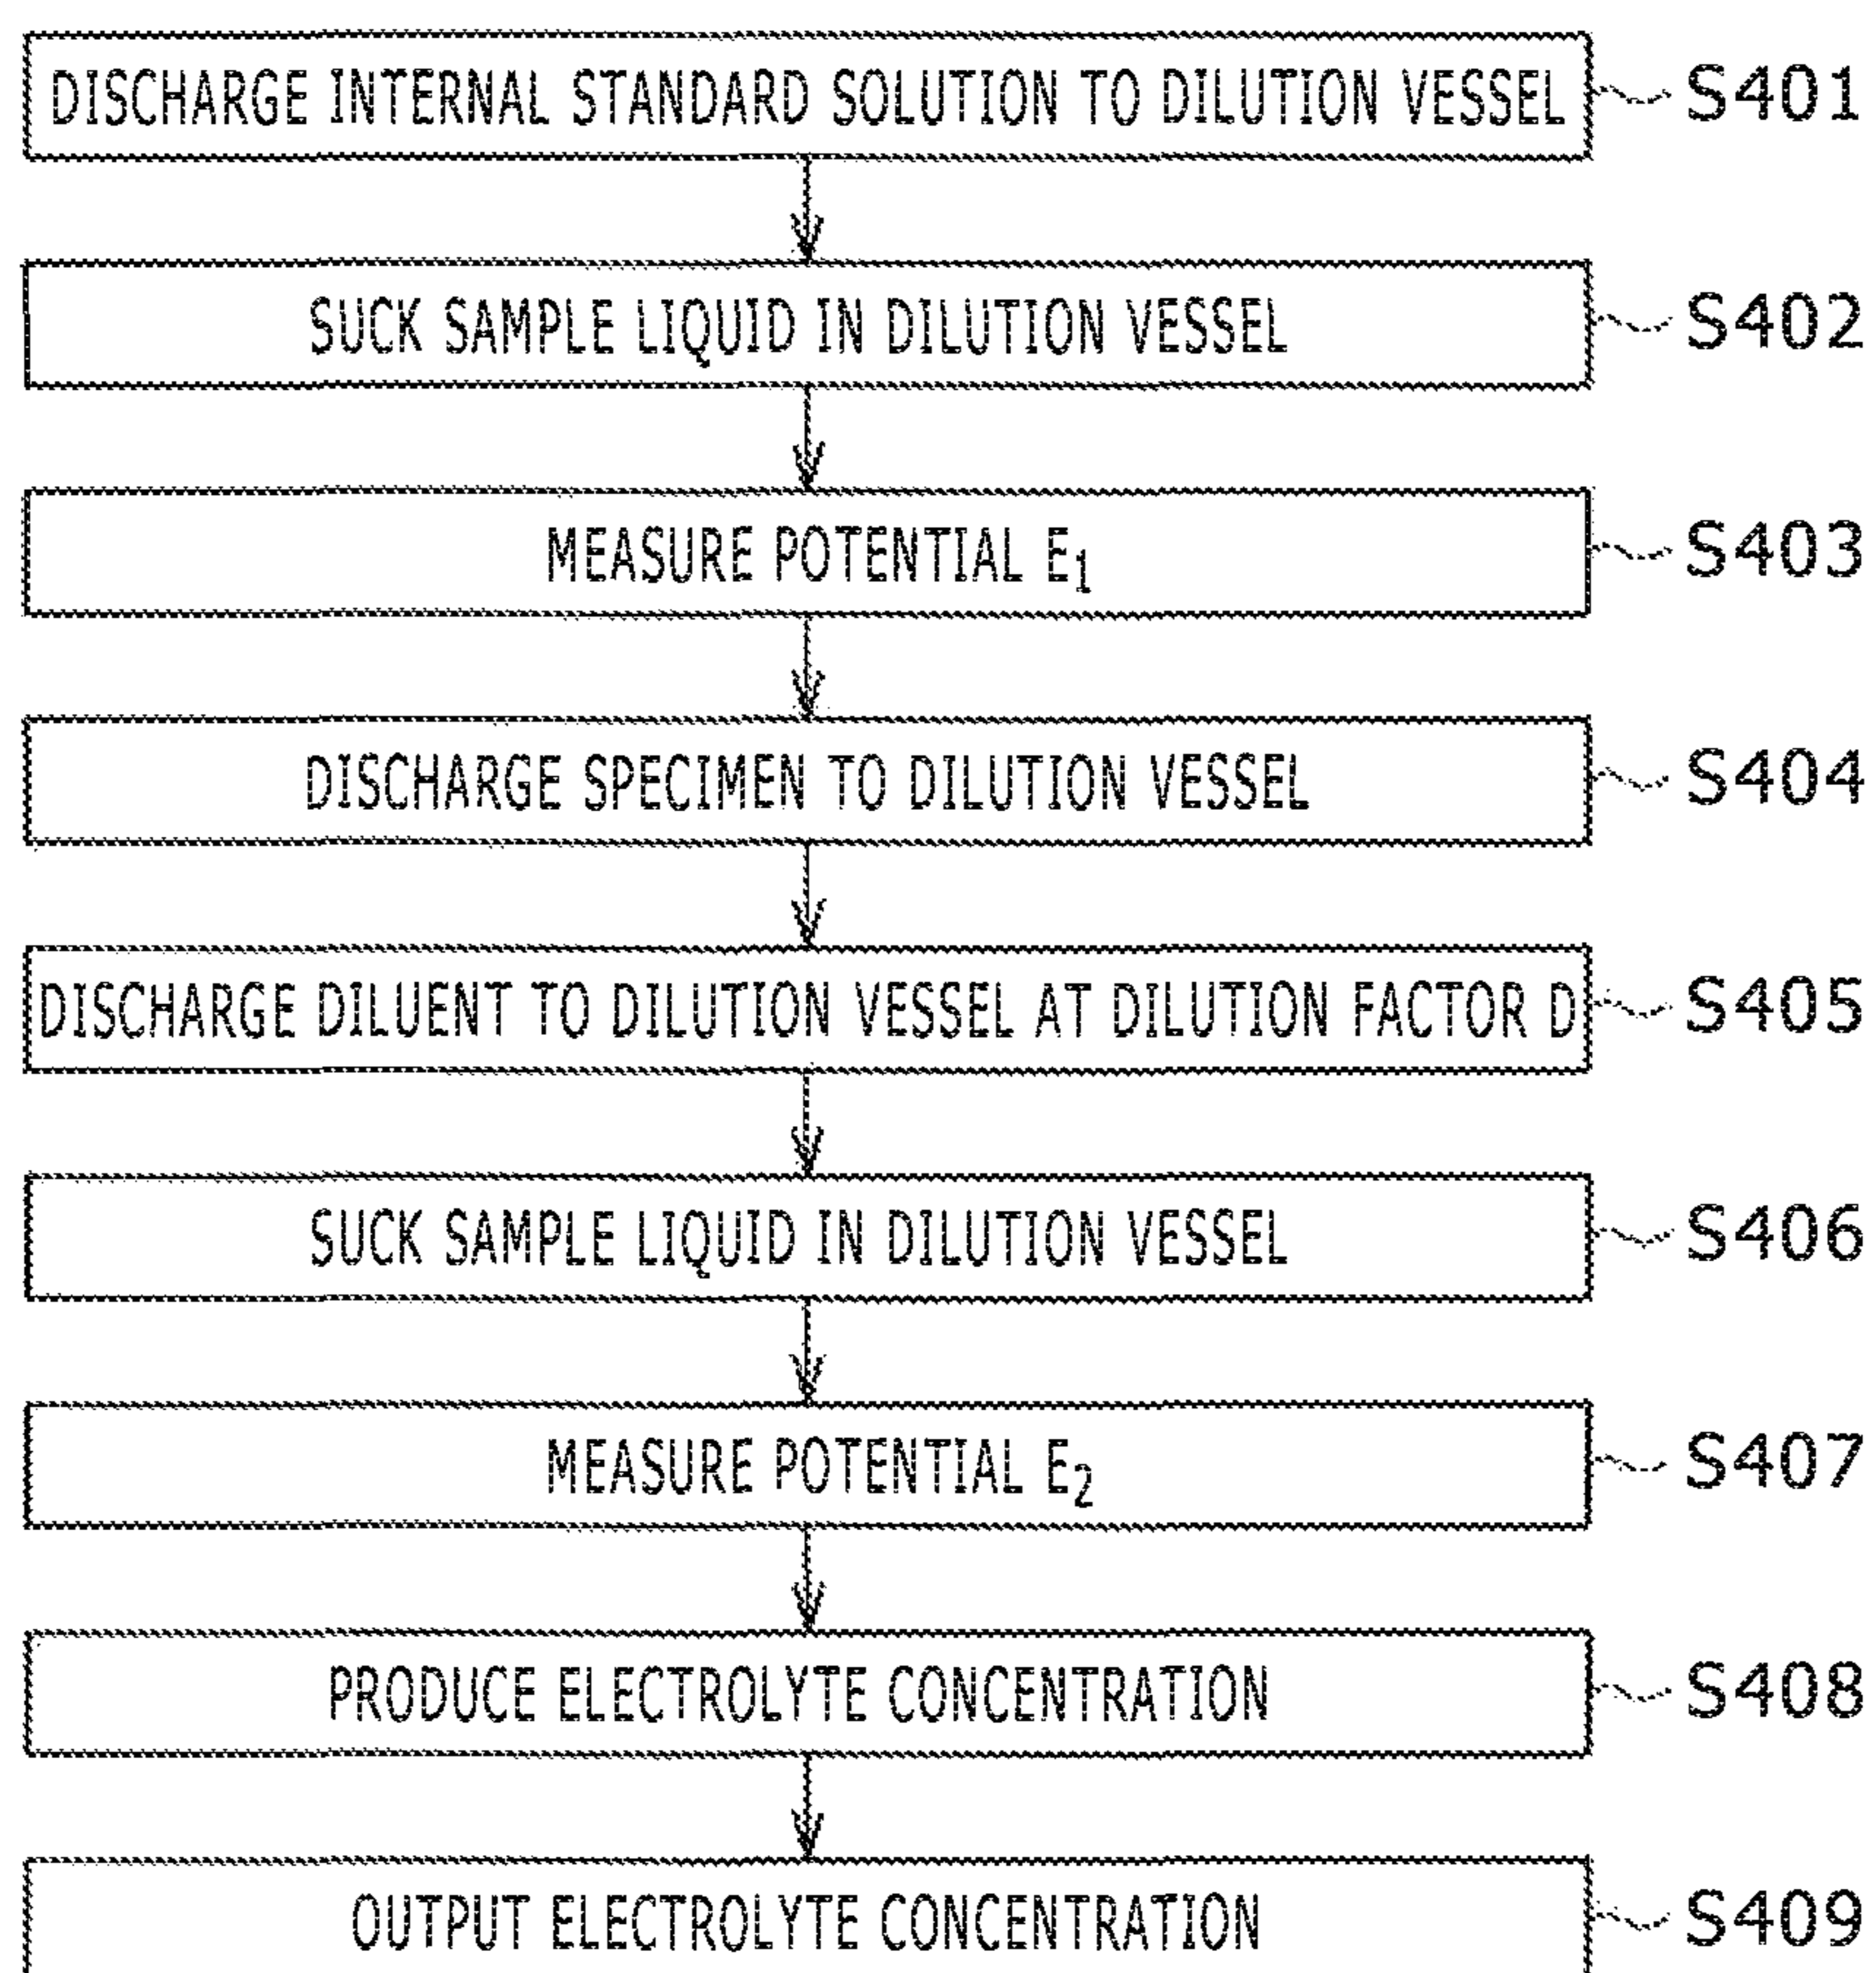 DISCHARGE INTERNAL STANDARD SOLUTION TO DILUTION VESSEL S401
SUCK SAMPLE LIQUID IN DILUTION VESSEL S402
MEASURE POTENTIAL E₁ S403
DISCHARGE SPECIMEN TO DILUTION VESSEL S404
DISCHARGE DILUENT TO DILUTION VESSEL AT DILUTION FACTOR D S405
SUCK SAMPLE LIQUID IN DILUTION VESSEL S406
MEASURE POTENTIAL E₂ S407
PRODUCE ELECTROLYTE CONCENTRATION S408
OUTPUT ELECTROLYTE CONCENTRATION S409